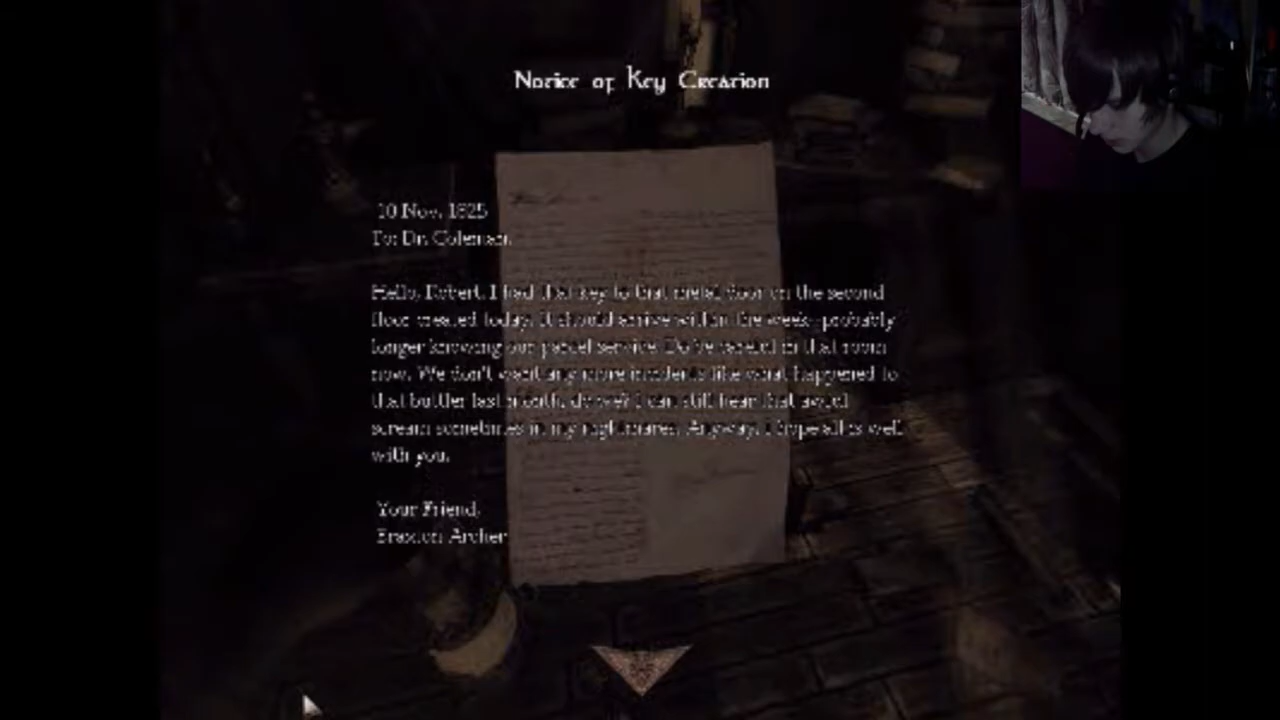 Notice of Key Creation
10 Nov. 1825
To: Dr. Coleman,
Hello, Robert. I had that key to that metal door on the second
floor created today. It should arrive within the week--probably
longer knowing our parcel service. Do be careful in that room
now. We don't want any more incidents like what happened to
that buttler last month, do we? I can still hear that awful
scream sometimes in my nightmares. Anyway, I hope all is well
with you.
Your Friend,
Braxton Archer